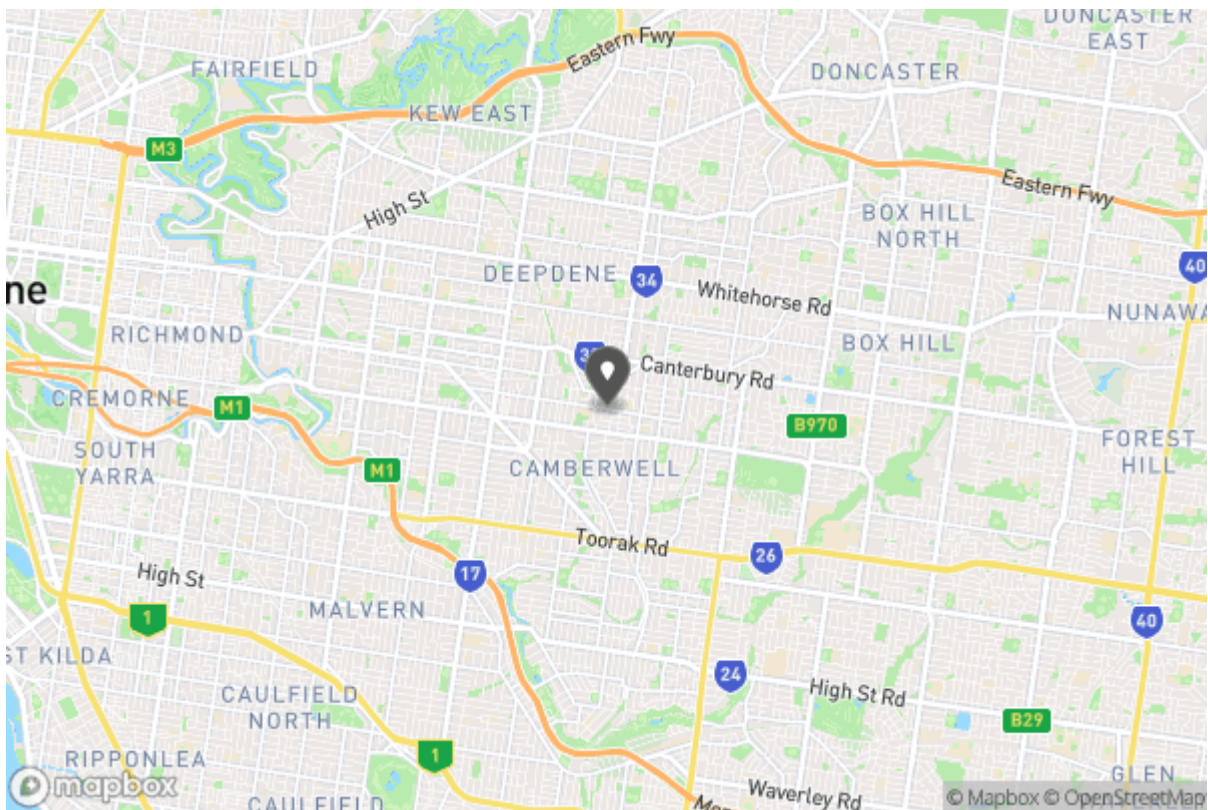 DONCASTER
EAST
Eastern Fwy
FAIRFIELD
DONCASTER
KEW EAST
M3
Eastern Fwy
High St
BOX HILL
NORTH
DEEPDENE
34
40
ne
Whitehorse Rd
NUNAWA
RICHMOND
BOX HILL
Canterbury Rd
CREMORNE
M1
B970
SOUTH
YARRA
M1
CAMBERWELL
FOREST
HILL
Toorak Rd
26
High St
17
MALVERN
1
40
ST KILDA
24
High St Rd
CAULFIELD
NORTH
B29
RIPPONLEA
1
GLEN
mapbox
Waverley Rd
CAULFIELD
© Mapbox © OpenStreetMap